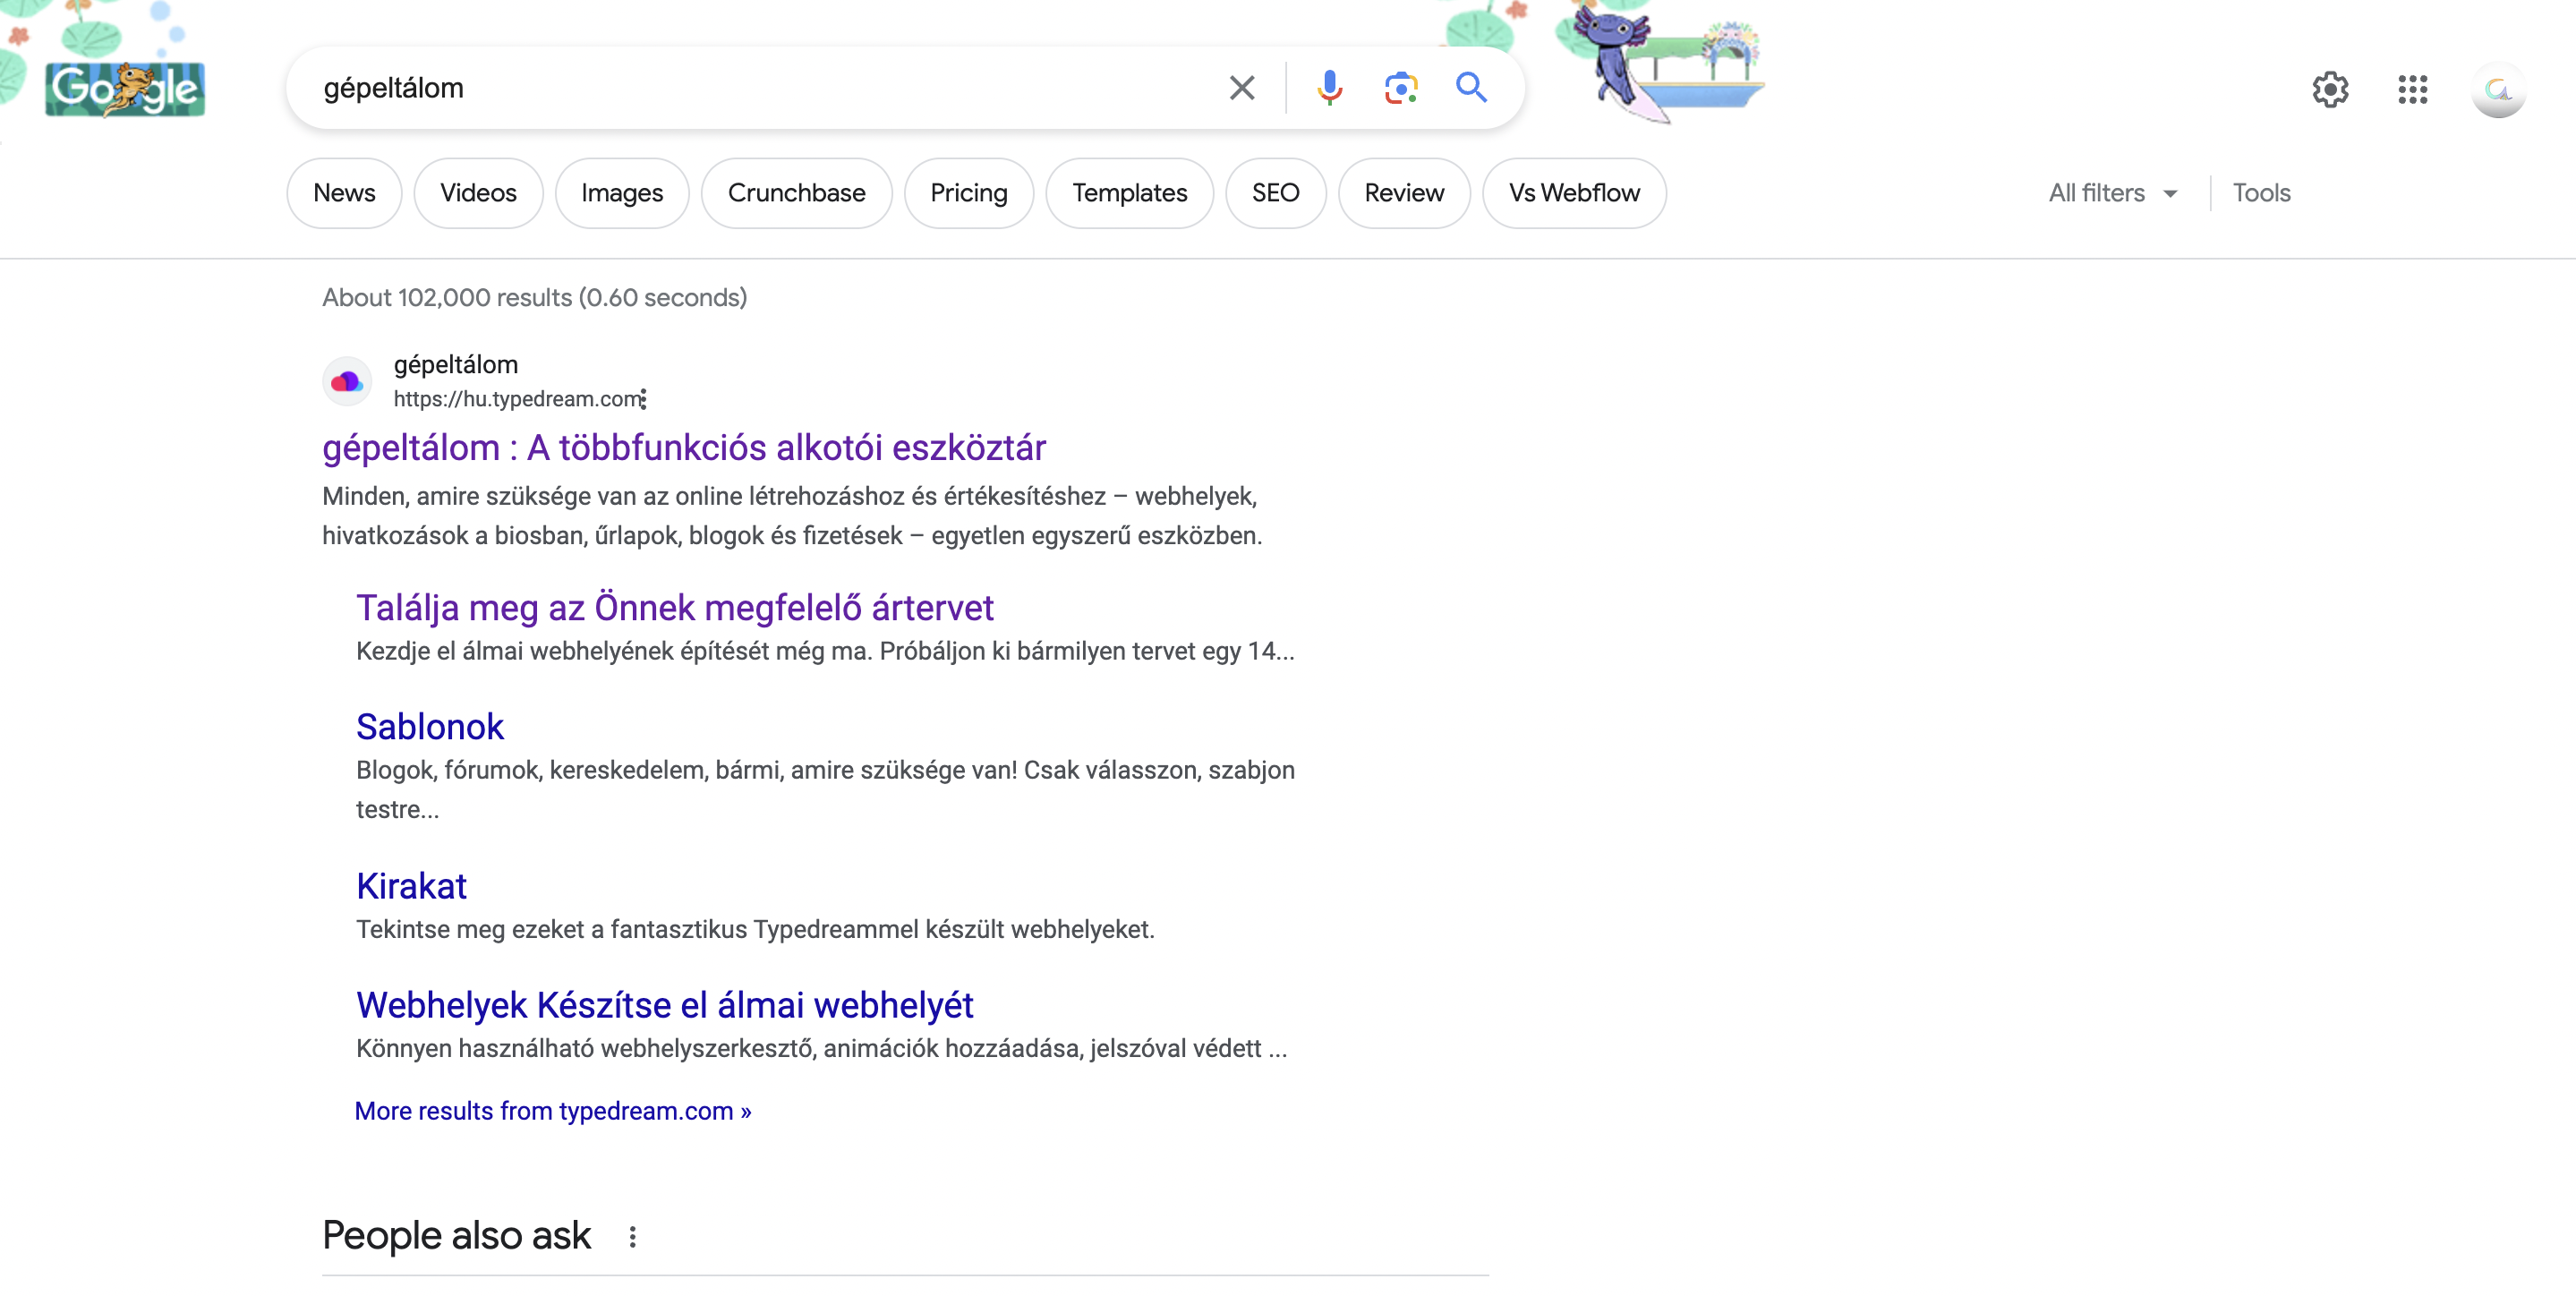 Google
gépeltálom
News
Videos
Images
Crunchbase
Pricing
Templates
SEO
Review
Vs Webflow
All filters
Tools
About 102,000 results (0.60 seconds)
gépeltálom
https://hu.typedream.com
gépeltálom : A többfunkciós alkotói eszköztár
Minden, amire szüksége van az online létrehozáshoz és értékesítéshez – webhelyek,
hivatkozások a biosban, űrlapok, blogok és fizetések – egyetlen egyszerű eszközben.
Találja meg az Önnek megfelelő ártervet
Kezdje el álmai webhelyének építését még ma. Próbáljon ki bármilyen tervet egy 14...
Sablonok
Blogok, fórumok, kereskedelem, bármi, amire szüksége van! Csak válasszon, szabjon
testre...
Kirakat
Tekintse meg ezeket a fantasztikus Typedreammel készült webhelyeket.
Webhelyek Készítse el álmai webhelyét
Könnyen használható webhelyszerkesztő, animációk hozzáadása, jelszóval védett ...
More results from typedream.com »
People also ask